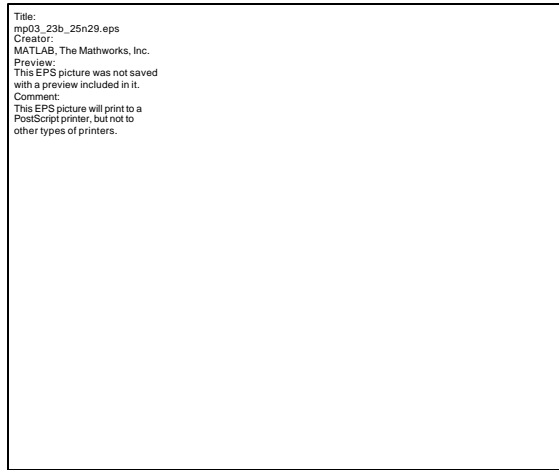 Title:
mp03_23b_25n29.eps
Creator:
MATLAB, The Mathworks, Inc.
Preview:
This EPS picture was not saved
with a preview included in it.
Comment:
This EPS picture will print to a
PostScript printer, but not to
other types of printers.